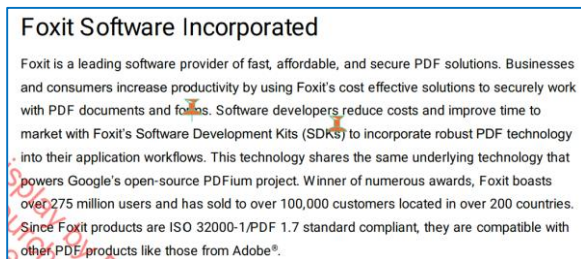 Foxit Software Incorporated
Foxit is a leading software provider of fast, affordable, and secure PDF solutions. Businesses
and consumers increase productivity by using Foxit's cost effective solutions to securely work
with PDF documents and forms. Software developers reduce costs and improve time to
market with Foxit's Software Development Kits (SDKs) to incorporate robust PDF technology
into their application workflows. This technology shares the same underlying technology that
powers Google's open-source PDFium project. Winner of numerous awards, Foxit boasts
over 275 million users and has sold to over 100,000 customers located in over 200 countries.
Since Foxit products are ISO 32000-1/PDF 1.7 standard compliant, they are compatible with
other PDF products like those from Adobe®.